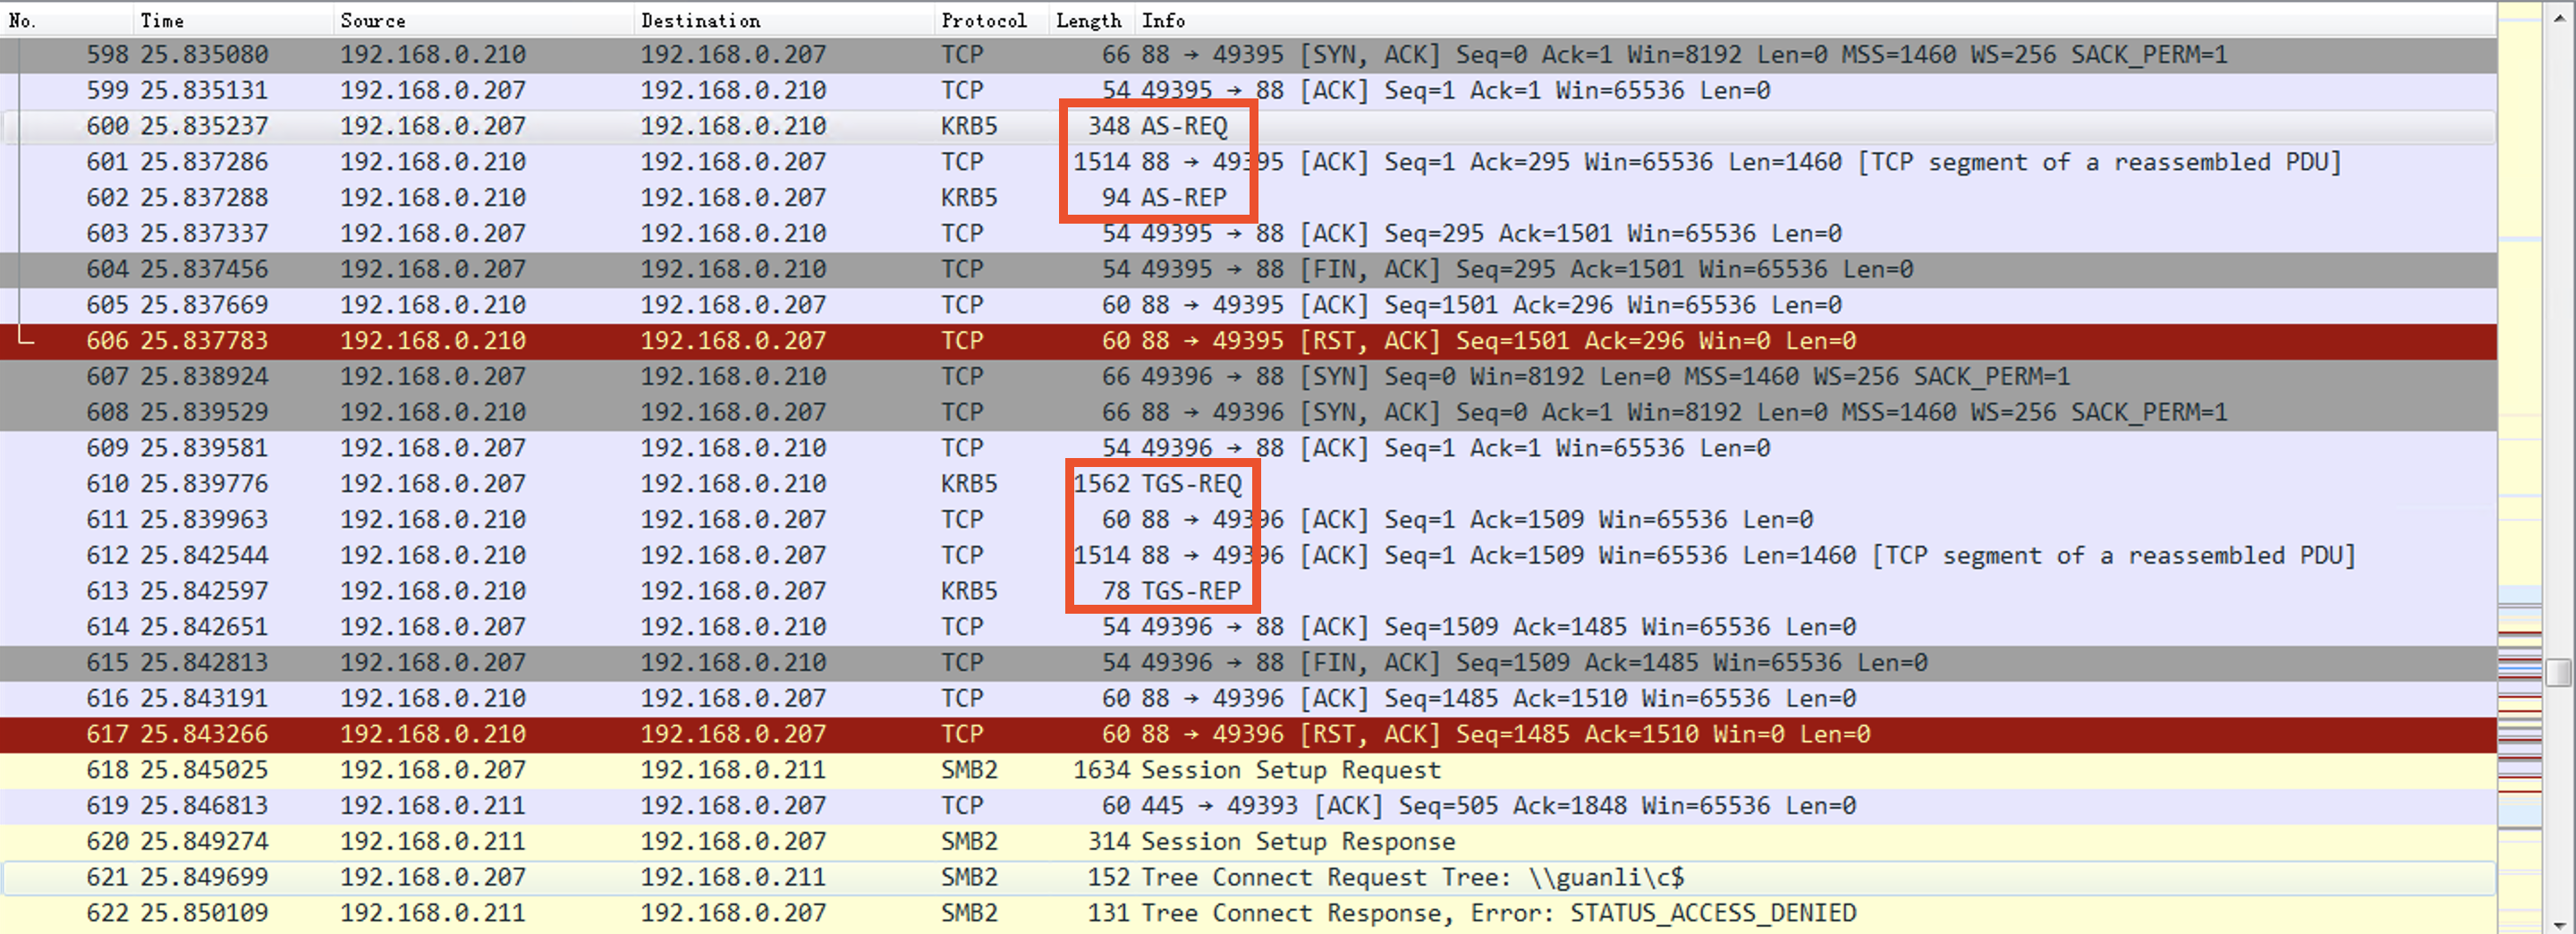 No. Time Source Destination Protocol Length Info
598 25.835080 192.168.0.210 192.168.0.207 TCP 66 88 → 49395 [SYN, ACK] Seq=0 Ack=1 Win=8192 Len=0 MSS=1460 WS=256 SACK_PERM=1
599 25.835131 192.168.0.207 192.168.0.210 TCP 54 49395 → 88 [ACK] Seq=1 Ack=1 Win=65536 Len=0
600 25.835237 192.168.0.207 192.168.0.210 KRB5 348 AS-REQ
601 25.837286 192.168.0.210 192.168.0.207 TCP 1514 88 → 49395 [ACK] Seq=1 Ack=295 Win=65536 Len=1460 [TCP segment of a reassembled PDU]
602 25.837288 192.168.0.210 192.168.0.207 KRB5 94 AS-REP
603 25.837337 192.168.0.207 192.168.0.210 TCP 54 49395 → 88 [ACK] Seq=295 Ack=1501 Win=65536 Len=0
604 25.837456 192.168.0.207 192.168.0.210 TCP 54 49395 → 88 [FIN, ACK] Seq=295 Ack=1501 Win=65536 Len=0
605 25.837669 192.168.0.210 192.168.0.207 TCP 60 88 → 49395 [ACK] Seq=1501 Ack=296 Win=65536 Len=0
606 25.837783 192.168.0.210 192.168.0.207 TCP 60 88 → 49395 [RST, ACK] Seq=1501 Ack=296 Win=0 Len=0
607 25.838924 192.168.0.207 192.168.0.210 TCP 66 49396 → 88 [SYN] Seq=0 Win=8192 Len=0 MSS=1460 WS=256 SACK_PERM=1
608 25.839529 192.168.0.210 192.168.0.207 TCP 66 88 → 49396 [SYN, ACK] Seq=0 Ack=1 Win=8192 Len=0 MSS=1460 WS=256 SACK_PERM=1
609 25.839581 192.168.0.207 192.168.0.210 TCP 54 49396 → 88 [ACK] Seq=1 Ack=1 Win=65536 Len=0
610 25.839776 192.168.0.207 192.168.0.210 KRB5 1562 TGS-REQ
611 25.839963 192.168.0.210 192.168.0.207 TCP 60 88 → 49396 [ACK] Seq=1 Ack=1509 Win=65536 Len=0
612 25.842544 192.168.0.210 192.168.0.207 TCP 1514 88 → 49396 [ACK] Seq=1 Ack=1509 Win=65536 Len=1460 [TCP segment of a reassembled PDU]
613 25.842597 192.168.0.210 192.168.0.207 KRB5 78 TGS-REP
614 25.842651 192.168.0.207 192.168.0.210 TCP 54 49396 → 88 [ACK] Seq=1509 Ack=1485 Win=65536 Len=0
615 25.842813 192.168.0.207 192.168.0.210 TCP 54 49396 → 88 [FIN, ACK] Seq=1509 Ack=1485 Win=65536 Len=0
616 25.843191 192.168.0.210 192.168.0.207 TCP 60 88 → 49396 [ACK] Seq=1485 Ack=1510 Win=65536 Len=0
617 25.843266 192.168.0.210 192.168.0.207 TCP 60 88 → 49396 [RST, ACK] Seq=1485 Ack=1510 Win=0 Len=0
618 25.845025 192.168.0.207 192.168.0.211 SMB2 1634 Session Setup Request
619 25.846813 192.168.0.211 192.168.0.207 TCP 60 445 → 49393 [ACK] Seq=505 Ack=1848 Win=65536 Len=0
620 25.849274 192.168.0.211 192.168.0.207 SMB2 314 Session Setup Response
621 25.849699 192.168.0.207 192.168.0.211 SMB2 152 Tree Connect Request Tree: \\guanli\c$
622 25.850109 192.168.0.211 192.168.0.207 SMB2 131 Tree Connect Response, Error: STATUS_ACCESS_DENIED